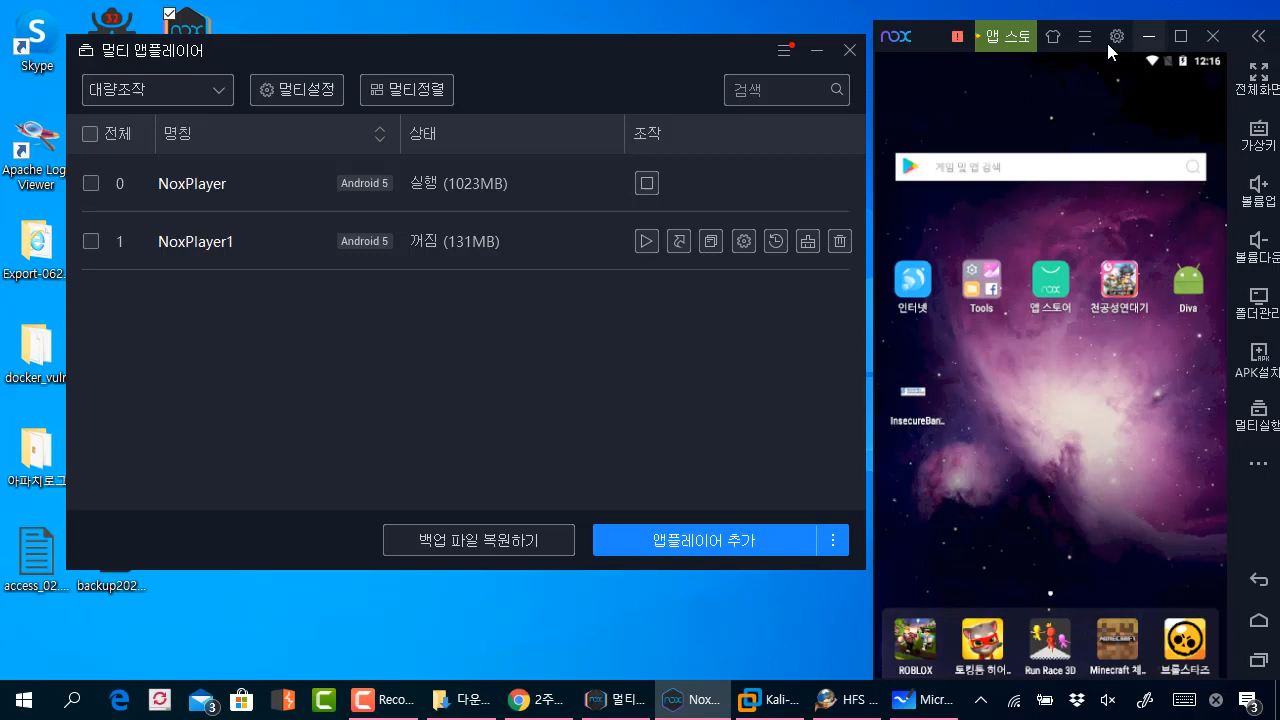 Skype
Apache Log
Viewer
Export-062...
docker_vulr
아파치로그
access_02....
backup202...
멀티 앱플레이어
대량조작
멀티설정
멀티정렬
검색
전체
명칭
상태
조작
0
NoxPlayer
Android 5
실행 (1023MB)
1
NoxPlayer1
Android 5
꺼짐 (131MB)
백업 파일 복원하기
앱플레이어 추가
nox
앱 스토
12:16
게임 및 앱 검색
인터넷
Tools
앱 스토어
천공성연대기
Diva
InsecureBan..
ROBLOX
토킹톰 히어..
Run Race 3D
Minecraft 체..
브롤스타즈
전체화면
가상키
볼륨업
볼륨다운
폴더관리
APK설치
멀티실행
3
Reco...
다운...
2주...
멀티...
Nox...
Kali-...
HFS ...
Micr...
3